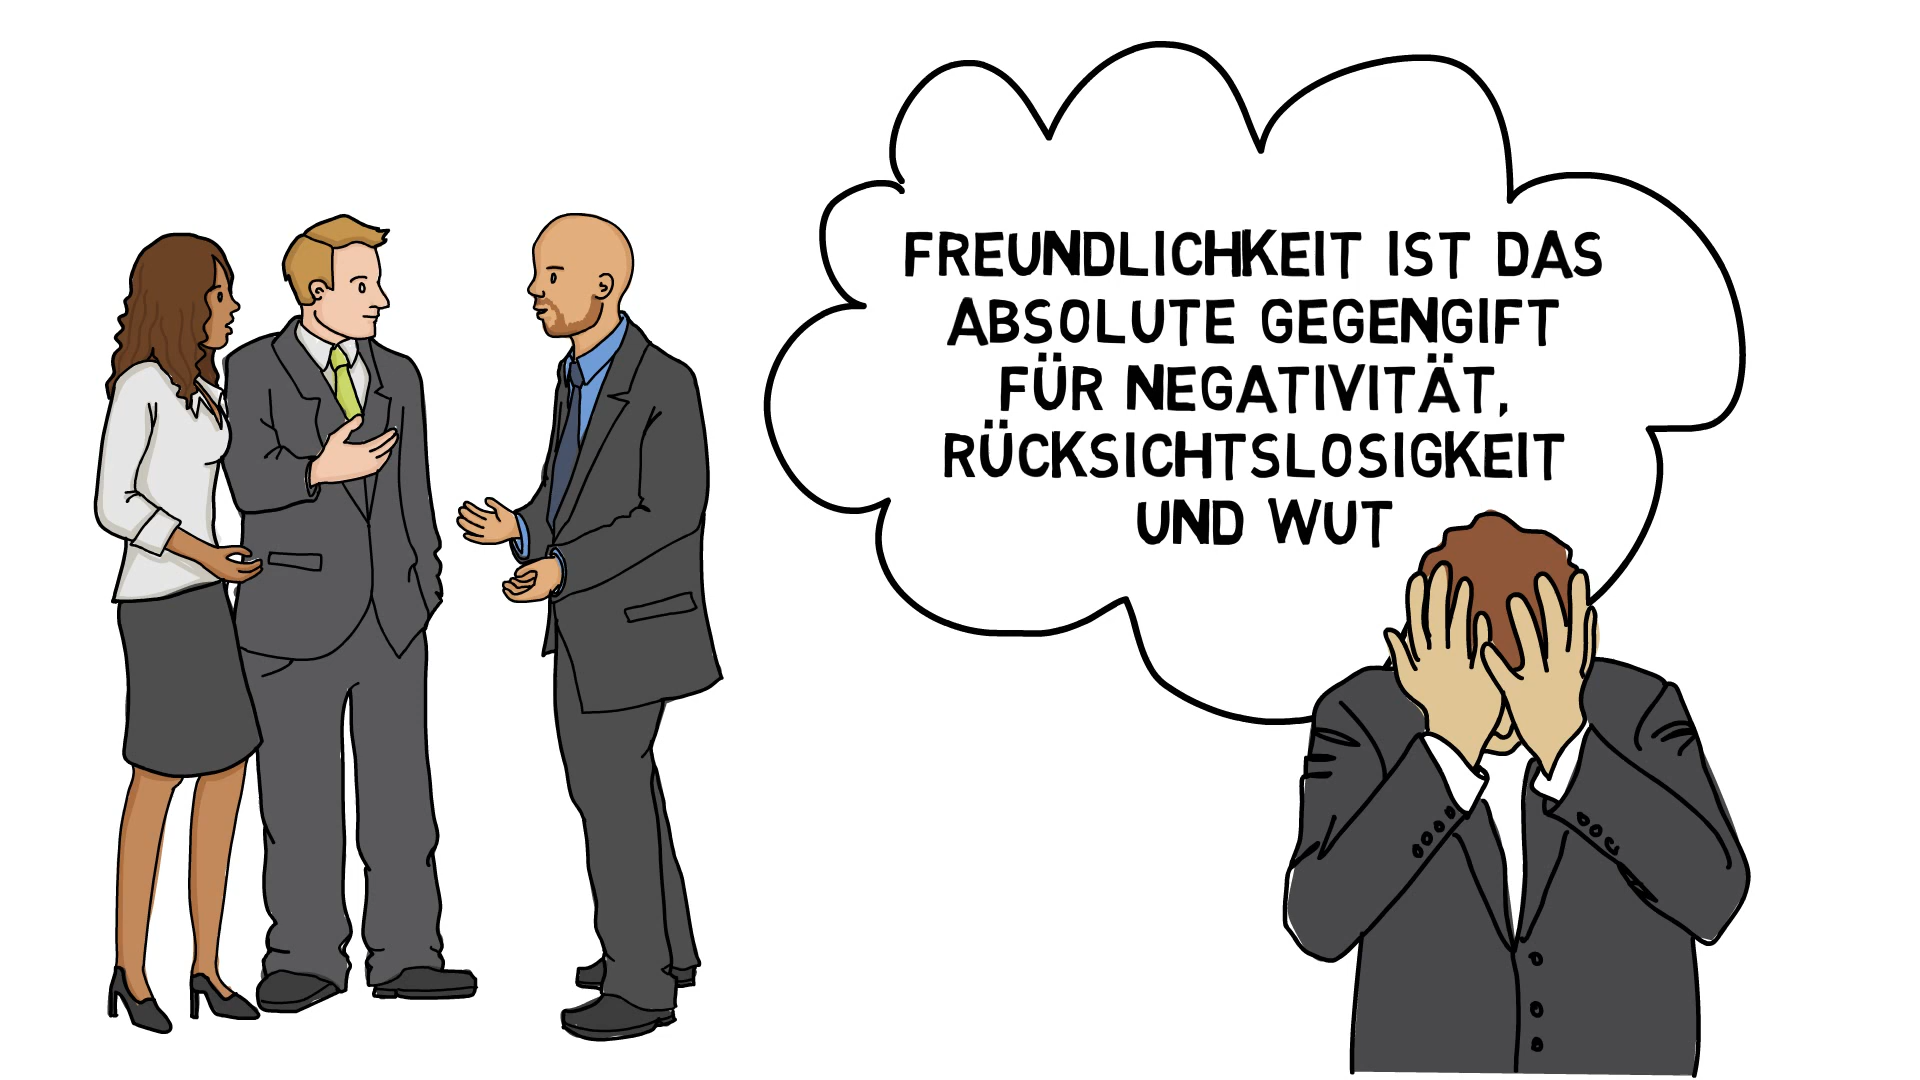 FREUNDLICHKEIT IST DAS
ABSOLUTE GEGENGIFT
FÜR NEGATIVITÄT,
RÜCKSICHTSLOSIGKEIT
UND WUT